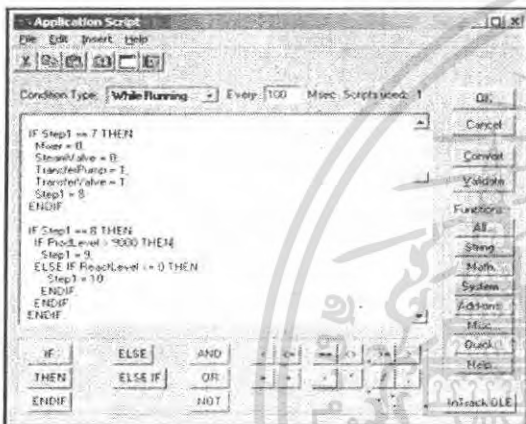 Application Script
File Edit Insert Help
Condition Type: While Running Every 100 Msec Scripts used: 1
OK
Cancel
Convert
Validate
Functions
All...
String...
Math...
System...
Add-ons...
Misc...
Quick...
Help...
InTrack OLE
IF Step1 == 7 THEN
Mixer = 0;
SteamValve = 0;
TransferPump = 1;
TransferValve = 1;
Step1 = 8;
ENDIF;
IF Step1 == 8 THEN
IF ProdLevel > 9000 THEN
Step1 = 9;
ELSE IF ReactLevel <= 0 THEN
Step1 = 10;
ENDIF;
ENDIF;
ENDIF;
IF ELSE AND < <= == <> >= >
THEN ELSE IF OR
ENDIF NOT